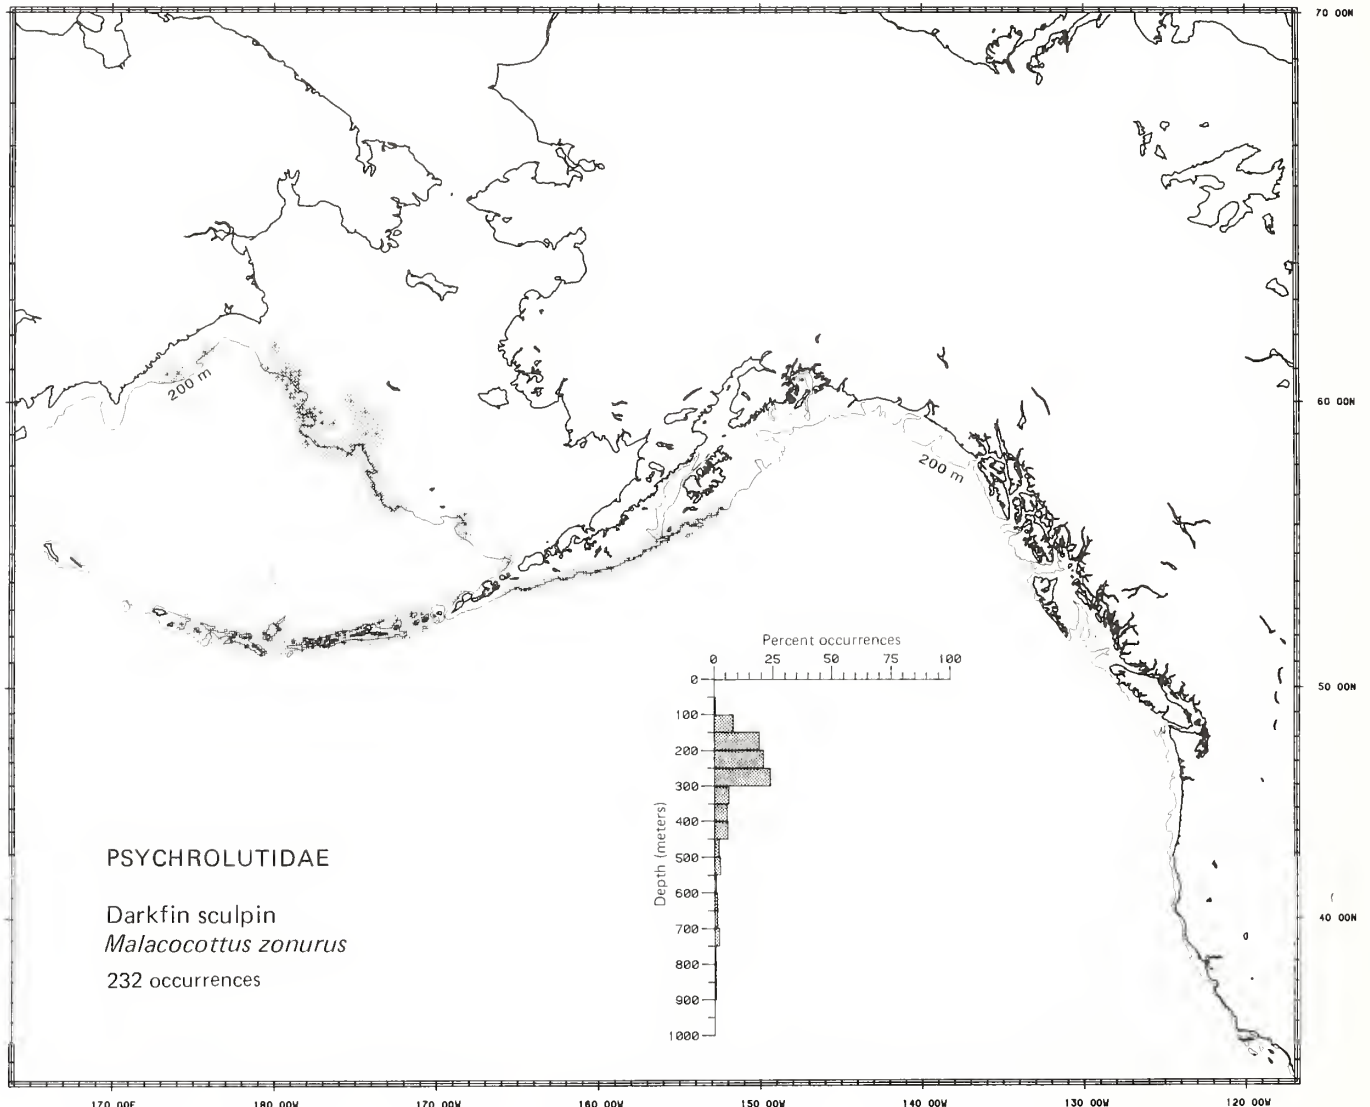 70 00N
200 m
60 00N
200 m
Percent occurrences
0 25 50 75 100
0
50 00N
100
200
300
400
500
600
700
800
900
1000
Depth (meters)
PSYCHROLUTIDAE
Darkfin sculpin
Malacocottus zonurus
232 occurrences
40 00N
170 00E 180 00W 170 00W 160 00W 150 00W 140 00W 130 00W 120 00W